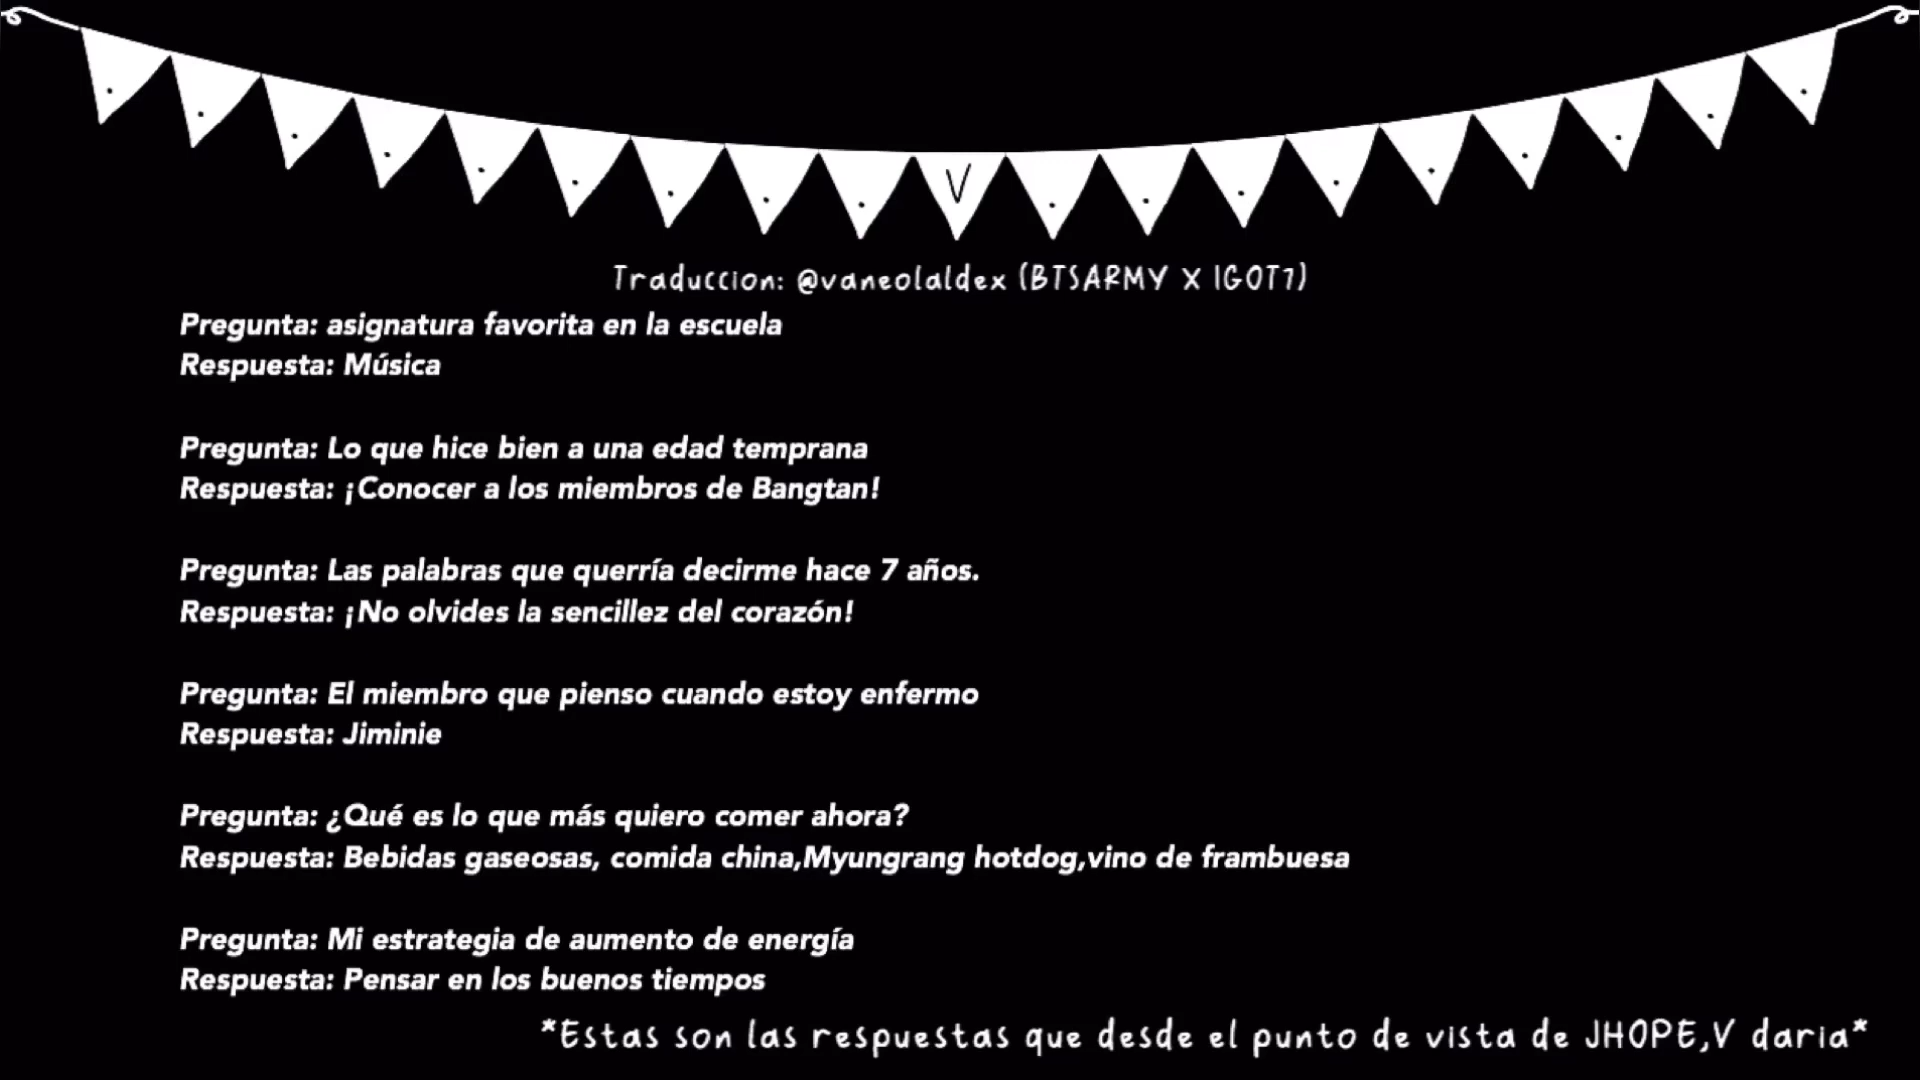 V
Traduccion: @vaneolaldex (BTSARMY X IGOT7)
Pregunta: asignatura favorita en la escuela
Respuesta: Música
Pregunta: Lo que hice bien a una edad temprana
Respuesta: ¡Conocer a los miembros de Bangtan!
Pregunta: Las palabras que querría decirme hace 7 años.
Respuesta: ¡No olvides la sencillez del corazón!
Pregunta: El miembro que pienso cuando estoy enfermo
Respuesta: Jiminie
Pregunta: ¿Qué es lo que más quiero comer ahora?
Respuesta: Bebidas gaseosas, comida china,Myungrang hotdog,vino de frambuesa
Pregunta: Mi estrategia de aumento de energía
Respuesta: Pensar en los buenos tiempos
*Estas son las respuestas que desde el punto de vista de JHOPE,V daria*